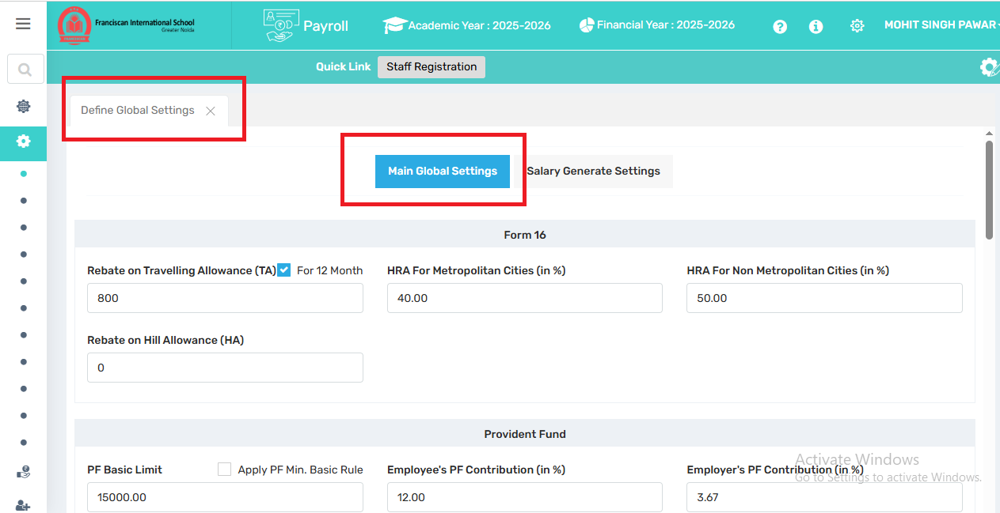 Franciscan International School
Greater Noida
Payroll
Academic Year : 2025-2026
Financial Year : 2025-2026
MOHIT SINGH PAWAR
Quick Link
Staff Registration
Define Global Settings
Main Global Settings
Salary Generate Settings
Form 16
Rebate on Travelling Allowance (TA) For 12 Month
HRA For Metropolitan Cities (in %)
HRA For Non Metropolitan Cities (in %)
800
40.00
50.00
Rebate on Hill Allowance (HA)
0
Provident Fund
PF Basic Limit
Apply PF Min. Basic Rule
Employee's PF Contribution (in %)
Employer's PF Contribution (in %)
15000.00
12.00
3.67
Activate Windows
Go to Settings to activate Windows.